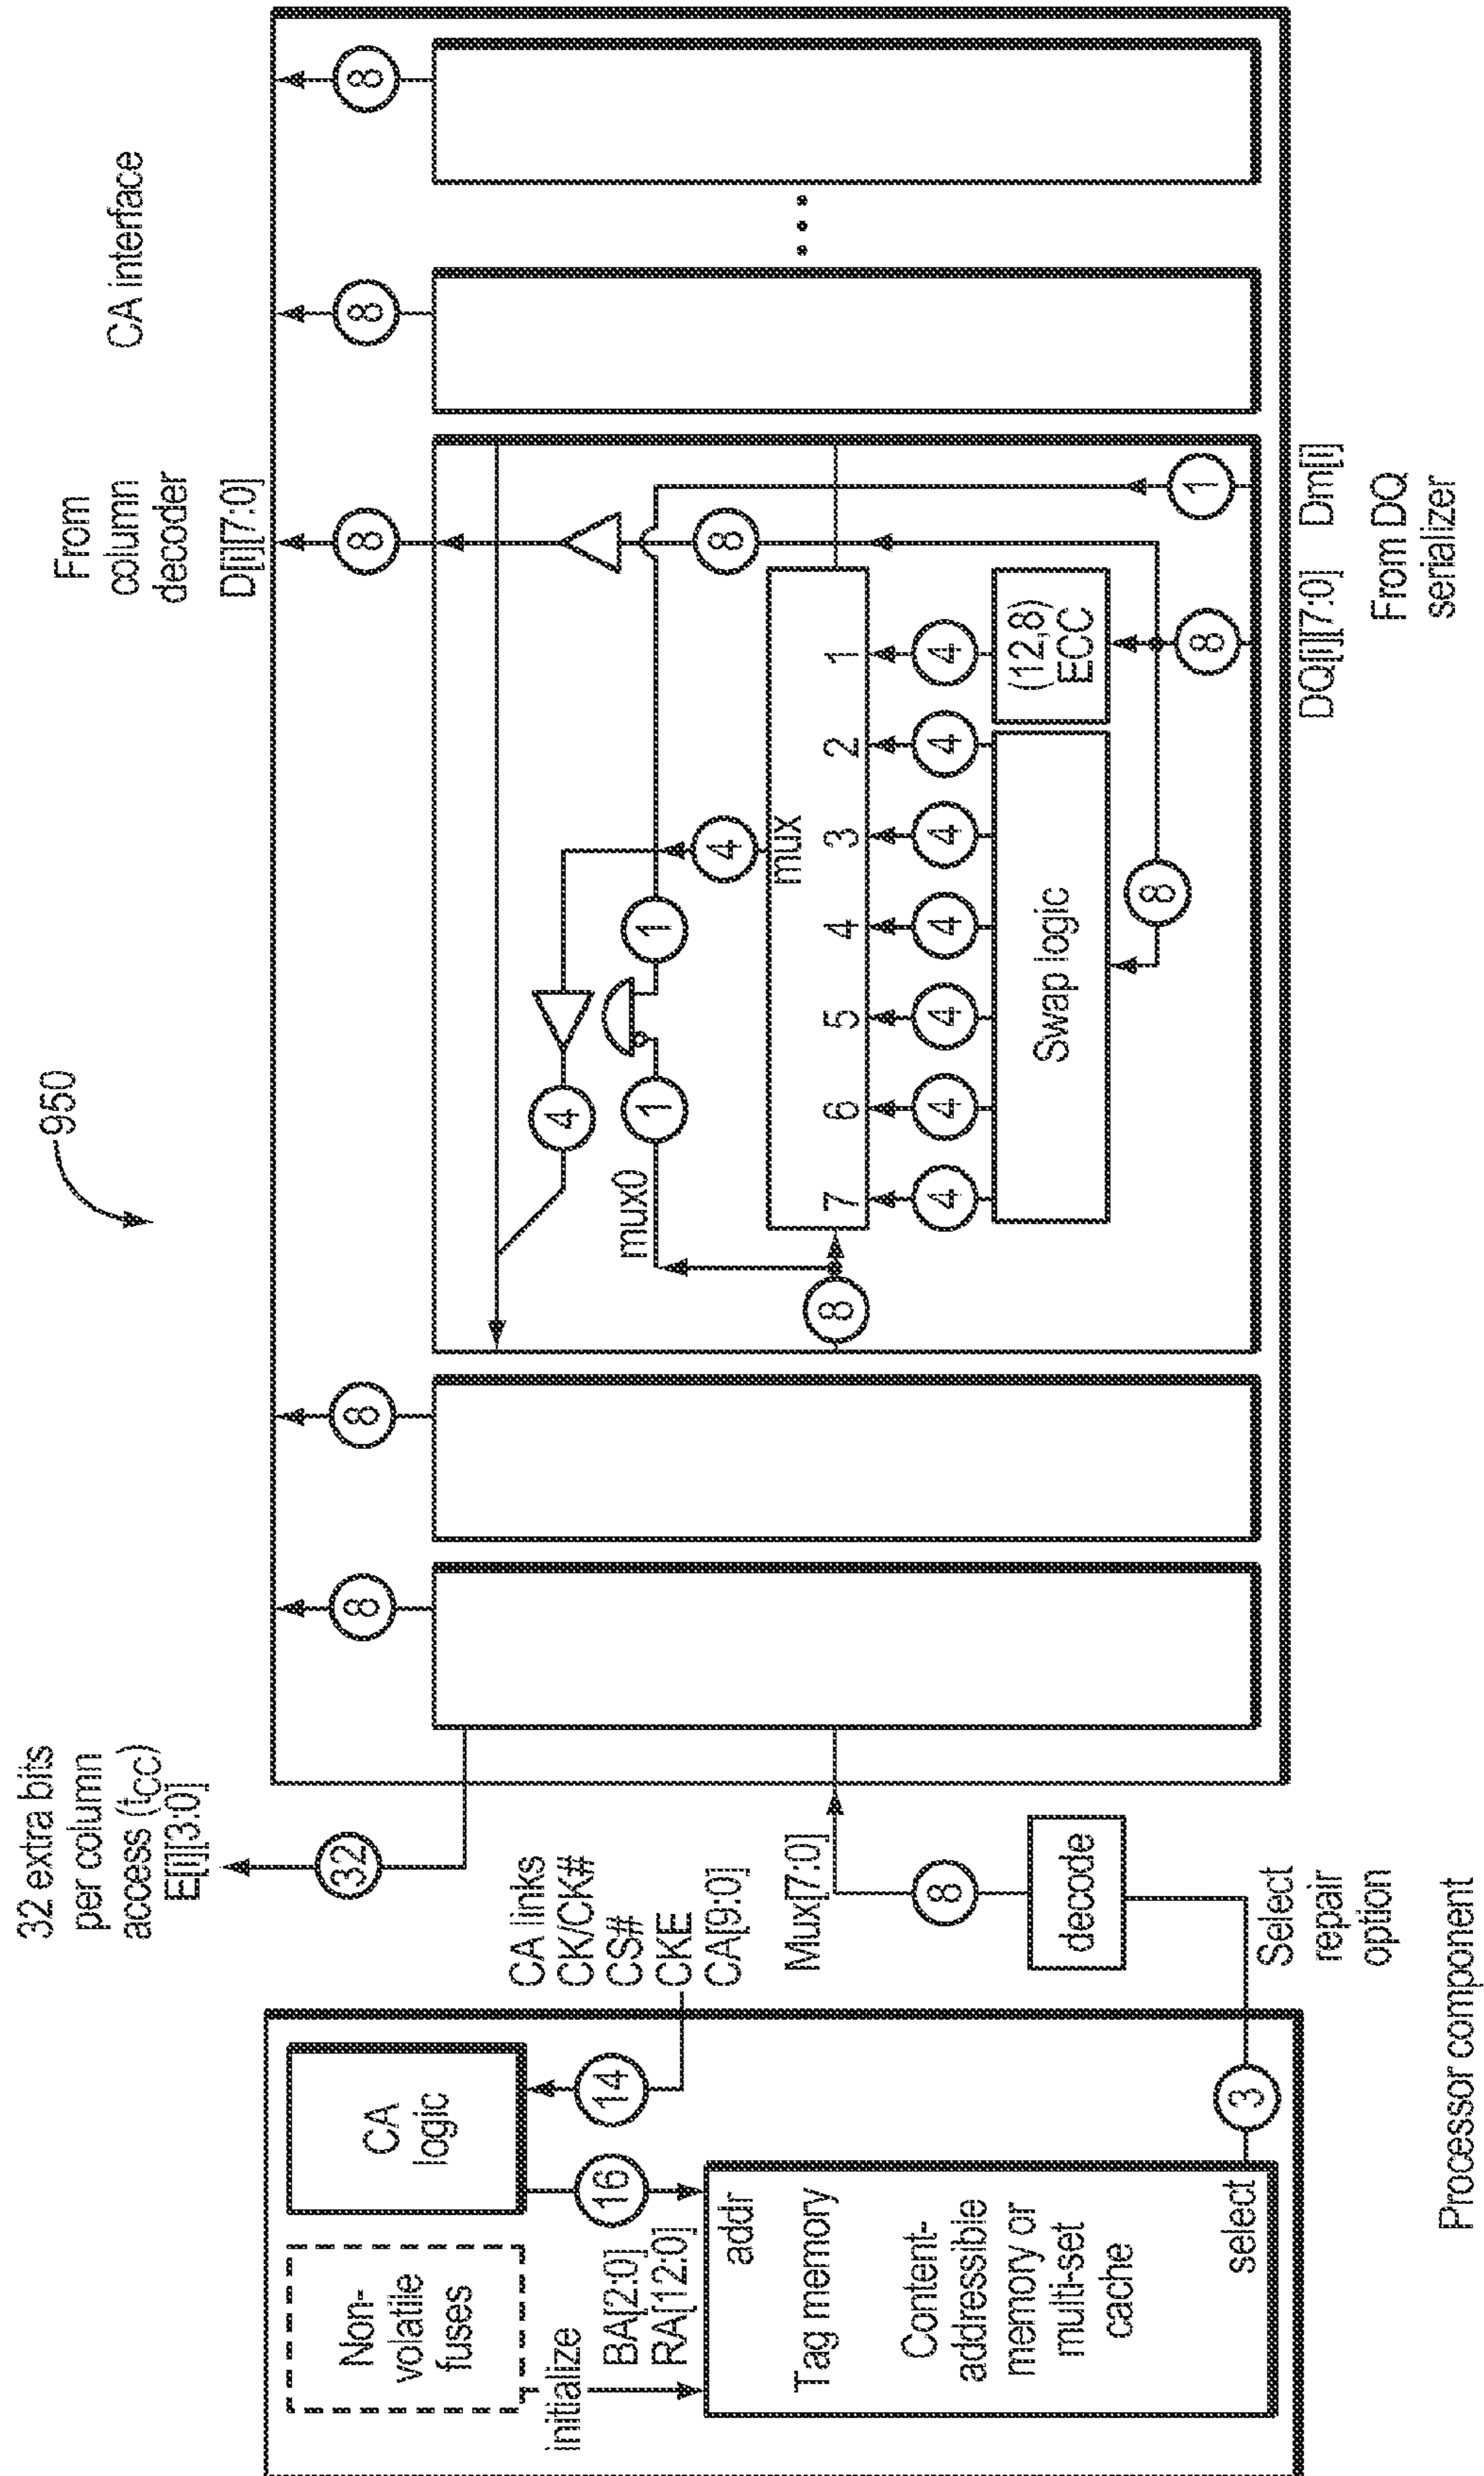 950
32 extra bits
per column
access (tCC)
E[i][3:0]
32
From
column
decoder
D[i][7:0]
CA interface
8
8
8
8
8
Non-
volatile
fuses
CA
logic
initialize
16
14
BA[2:0]
RA[12:0]
CA links
CK/CK#
CS#
CKE
CA[9:0]
addr
Tag memory
Content-
addressible
memory or
multi-set
cache
select
3
Mux[7:0]
8
decode
Select
repair
option
Processor component
4
mux0
1
1
4
mux
8
8
7
6
5
4
3
2
1
4
4
4
4
4
4
4
Swap logic
(12,8)
ECC
8
8
1
DQ[i][7:0]
Dm[i]
From DQ
serializer